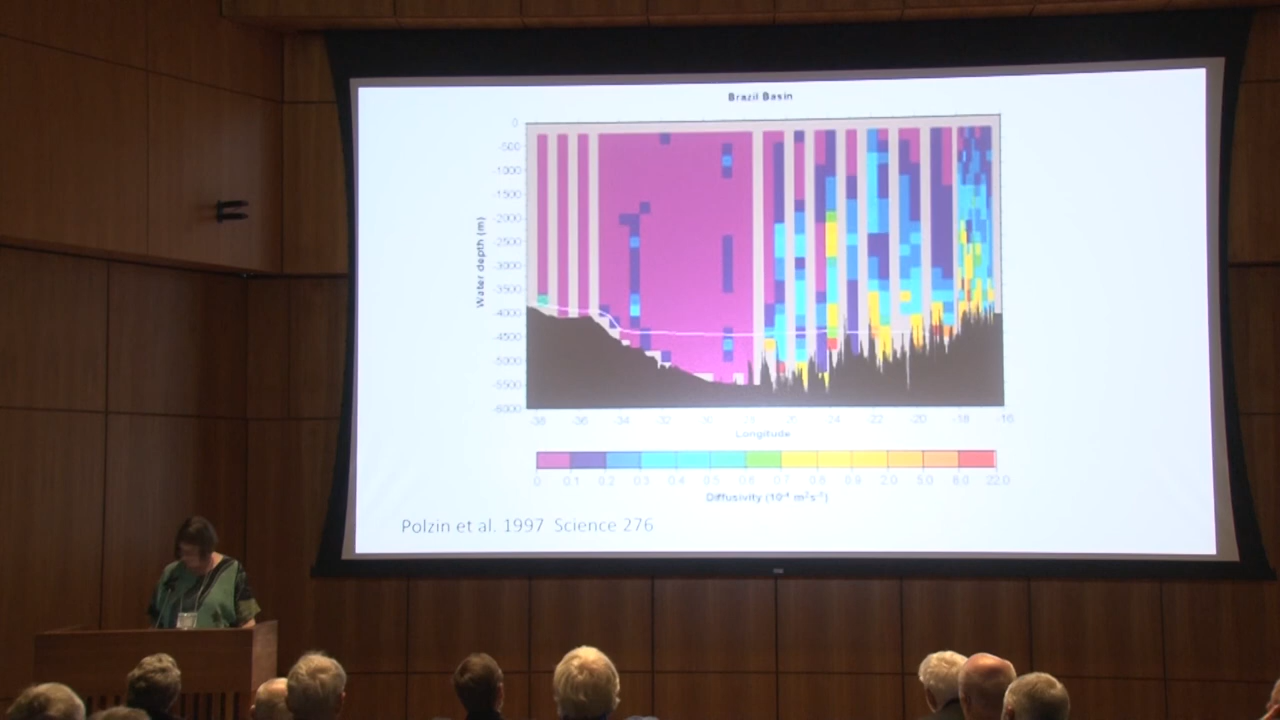 Brazil Basin
0
-500
-1000
-1500
-2000
-2500
-3000
-3500
-4000
-4500
-5000
-5500
-6000
Water depth (m)
-38 -36 -34 -32 -30 -26 -24 -22 -20 -18 -16
Longitude
0 0.1 0.2 0.3 0.4 0.5 0.6 0.7 0.8 0.9 2.0 5.0 8.0 22.0
Diffusivity (10⁻⁴ m²s⁻¹)
Polzin et al. 1997 Science 276